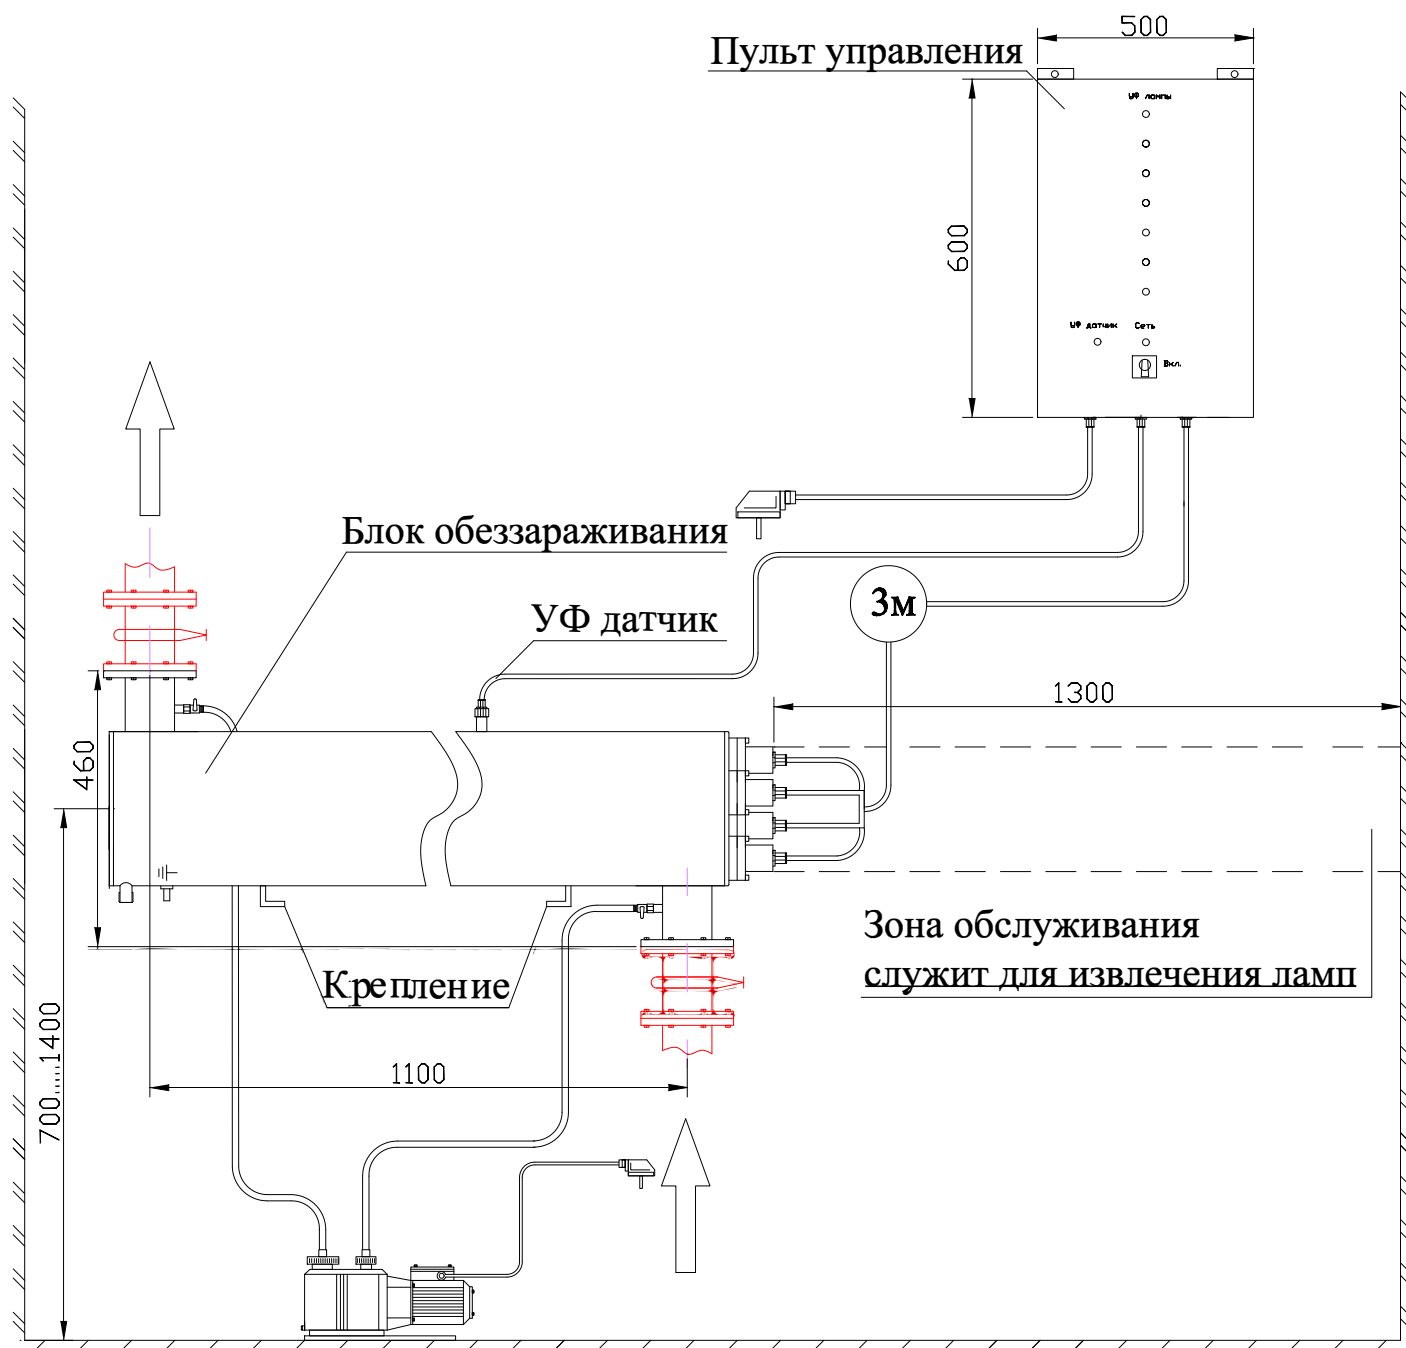 500
Пульт управления
УФ лампы
600
УФ датчик
Сеть
Вкл.
Блок обеззараживания
3м
УФ датчик
1300
460
Зона обслуживания
служит для извлечения ламп
Крепление
700......1400
1100